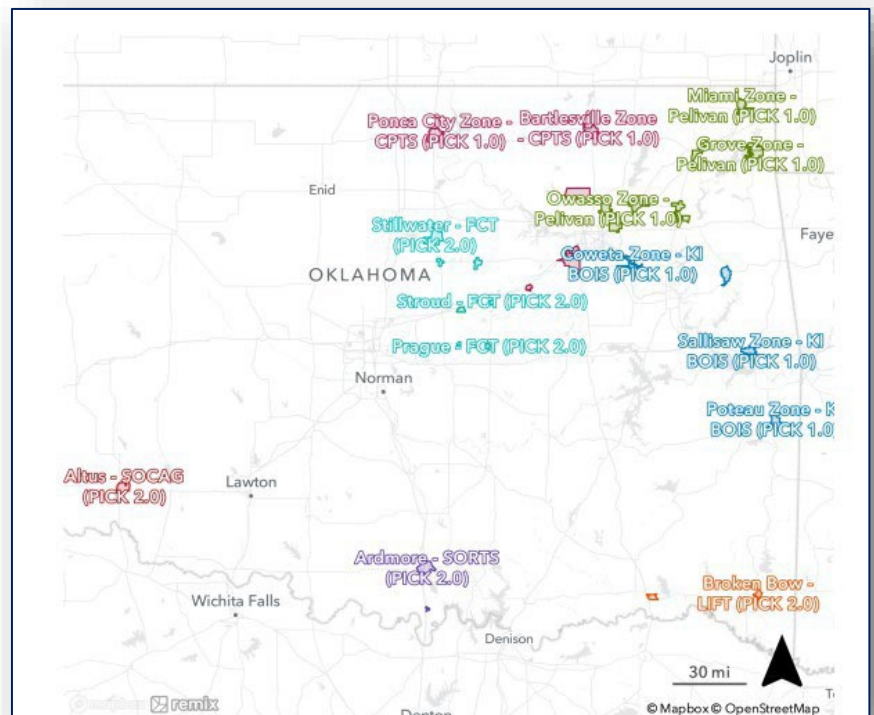 Joplin
Miami Zone -
Pelivan (PICK 1.0)
Ponca City Zone -
CPTS (PICK 1.0)
Bartlesville Zone
- CPTS (PICK 1.0)
Grove Zone -
Pelivan (PICK 1.0)
Enid
Owasso Zone -
Pelivan (PICK 1.0)
Stillwater - FCT
(PICK 2.0)
Faye
Coweta Zone - KI
BOIS (PICK 1.0)
OKLAHOMA
Stroud - FCT (PICK 2.0)
Prague - FCT (PICK 2.0)
Sallisaw Zone - KI
BOIS (PICK 1.0)
Norman
Poteau Zone - K
BOIS (PICK 1.0
Altus - SOCAG
(PICK 2.0)
Lawton
Ardmore - SORTS
(PICK 2.0)
Broken Bow -
LIFT (PICK 2.0)
Wichita Falls
Denison
30 mi
mapbox remix
Denton
© Mapbox © OpenStreetMap